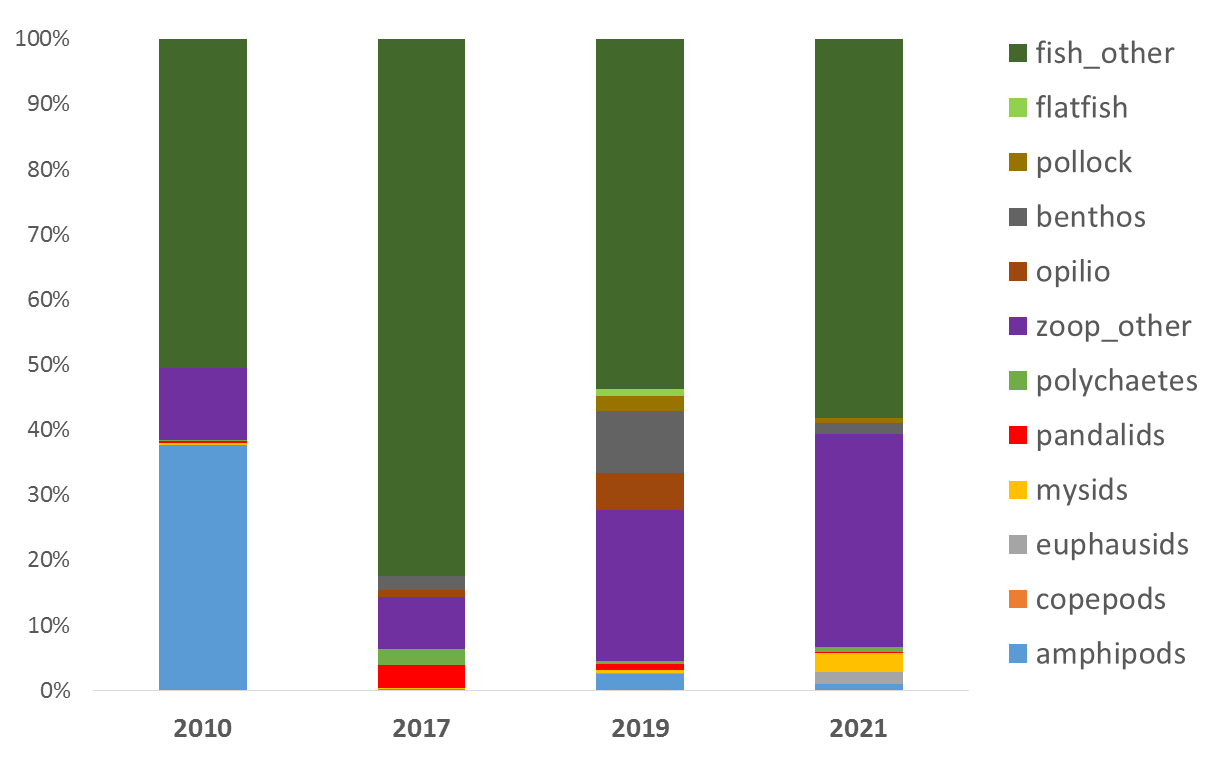 100%
90%
80%
70%
60%
50%
40%
30%
20%
10%
0%
2010
2017
2019
2021
fish_other
flatfish
pollock
benthos
opilio
zoop_other
polychaetes
pandalids
mysids
euphausids
copepods
amphipods